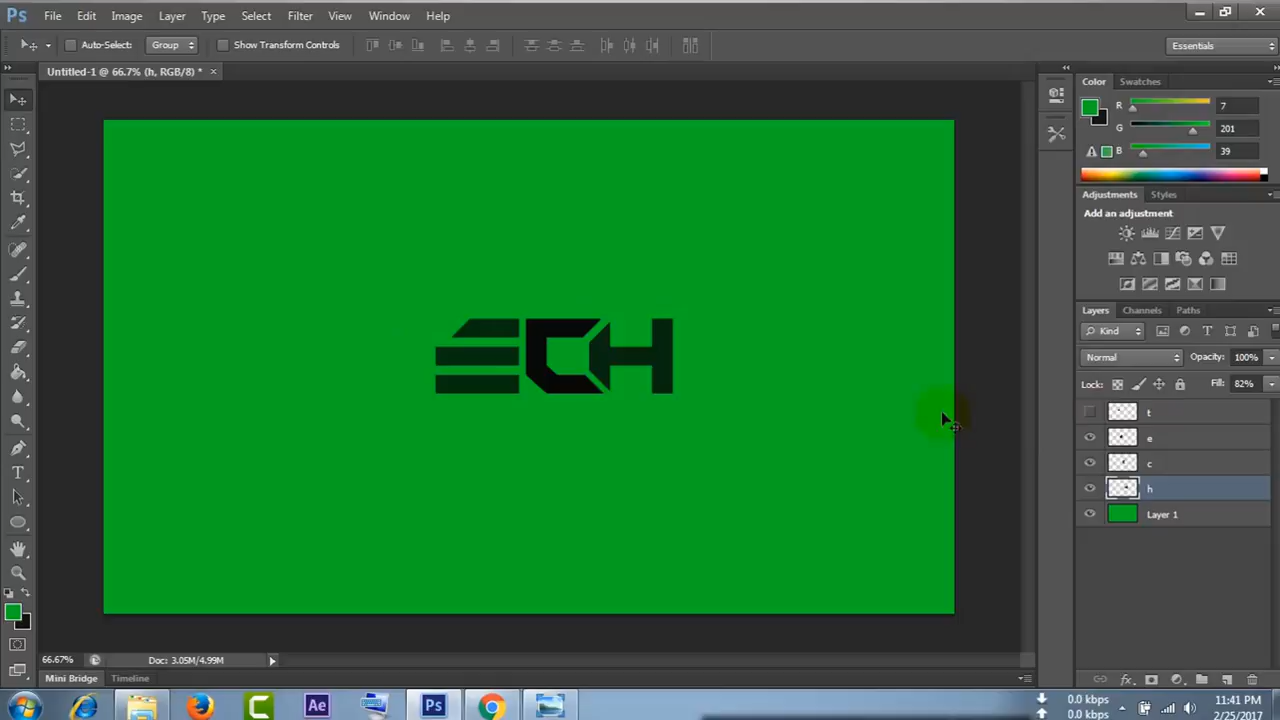 Ps File Edit Image Layer Type Select Filter View Window Help
Auto-Select: Group Show Transform Controls Essentials
Untitled-1 @ 66.7% (h, RGB/8) *
Color Swatches
R 7
G 201
B 39
Adjustments Styles
Add an adjustment
ECH
Layers Channels Paths
Kind
Normal Opacity: 100%
Lock: Fill: 82%
t
e
c
h
Layer 1
66.67% Doc: 3.05M/4.99M
Mini Bridge Timeline
Ae Ps
0.0 kbps
0.0 kbps
11:41 PM
2/25/2017